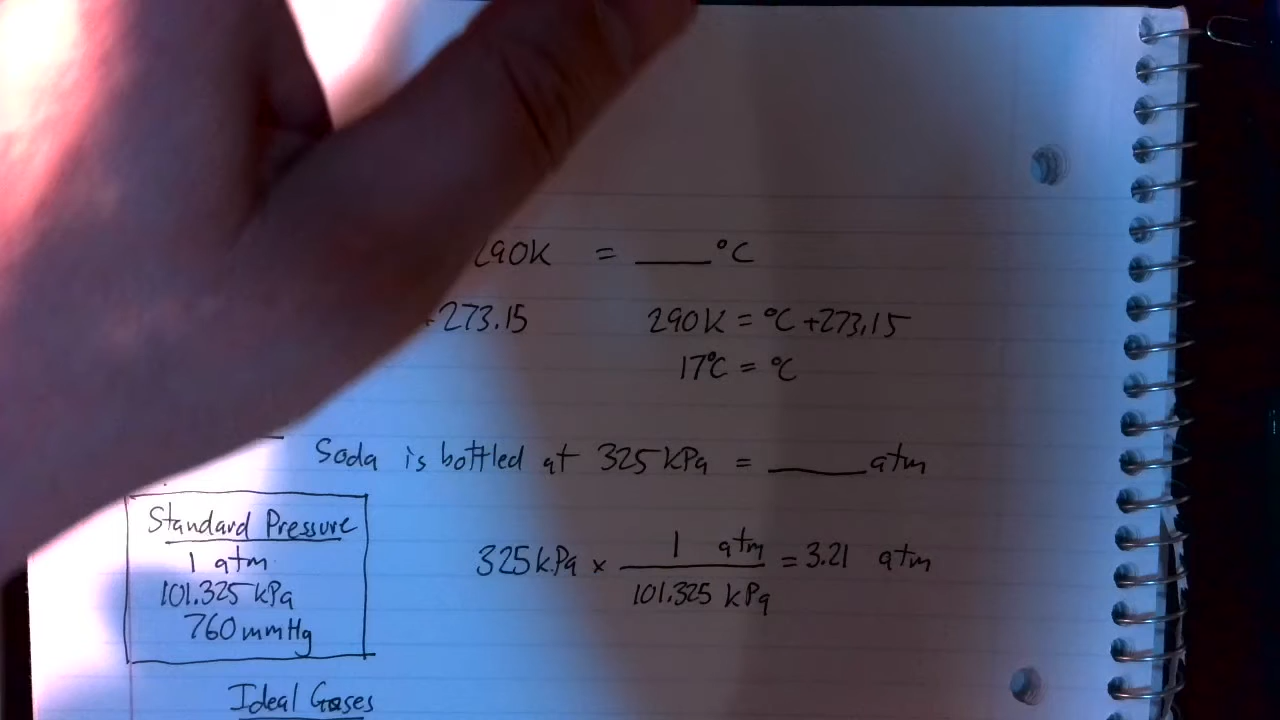 290K = ____ °C
+273.15 290K = °C +273.15
17°C = °C
Soda is bottled at 325 kPa = ____ atm
Standard Pressure
1 atm
101.325 kPa
760 mmHg
325 kPa × 1 atm / 101.325 kPa = 3.21 atm
Ideal Gases